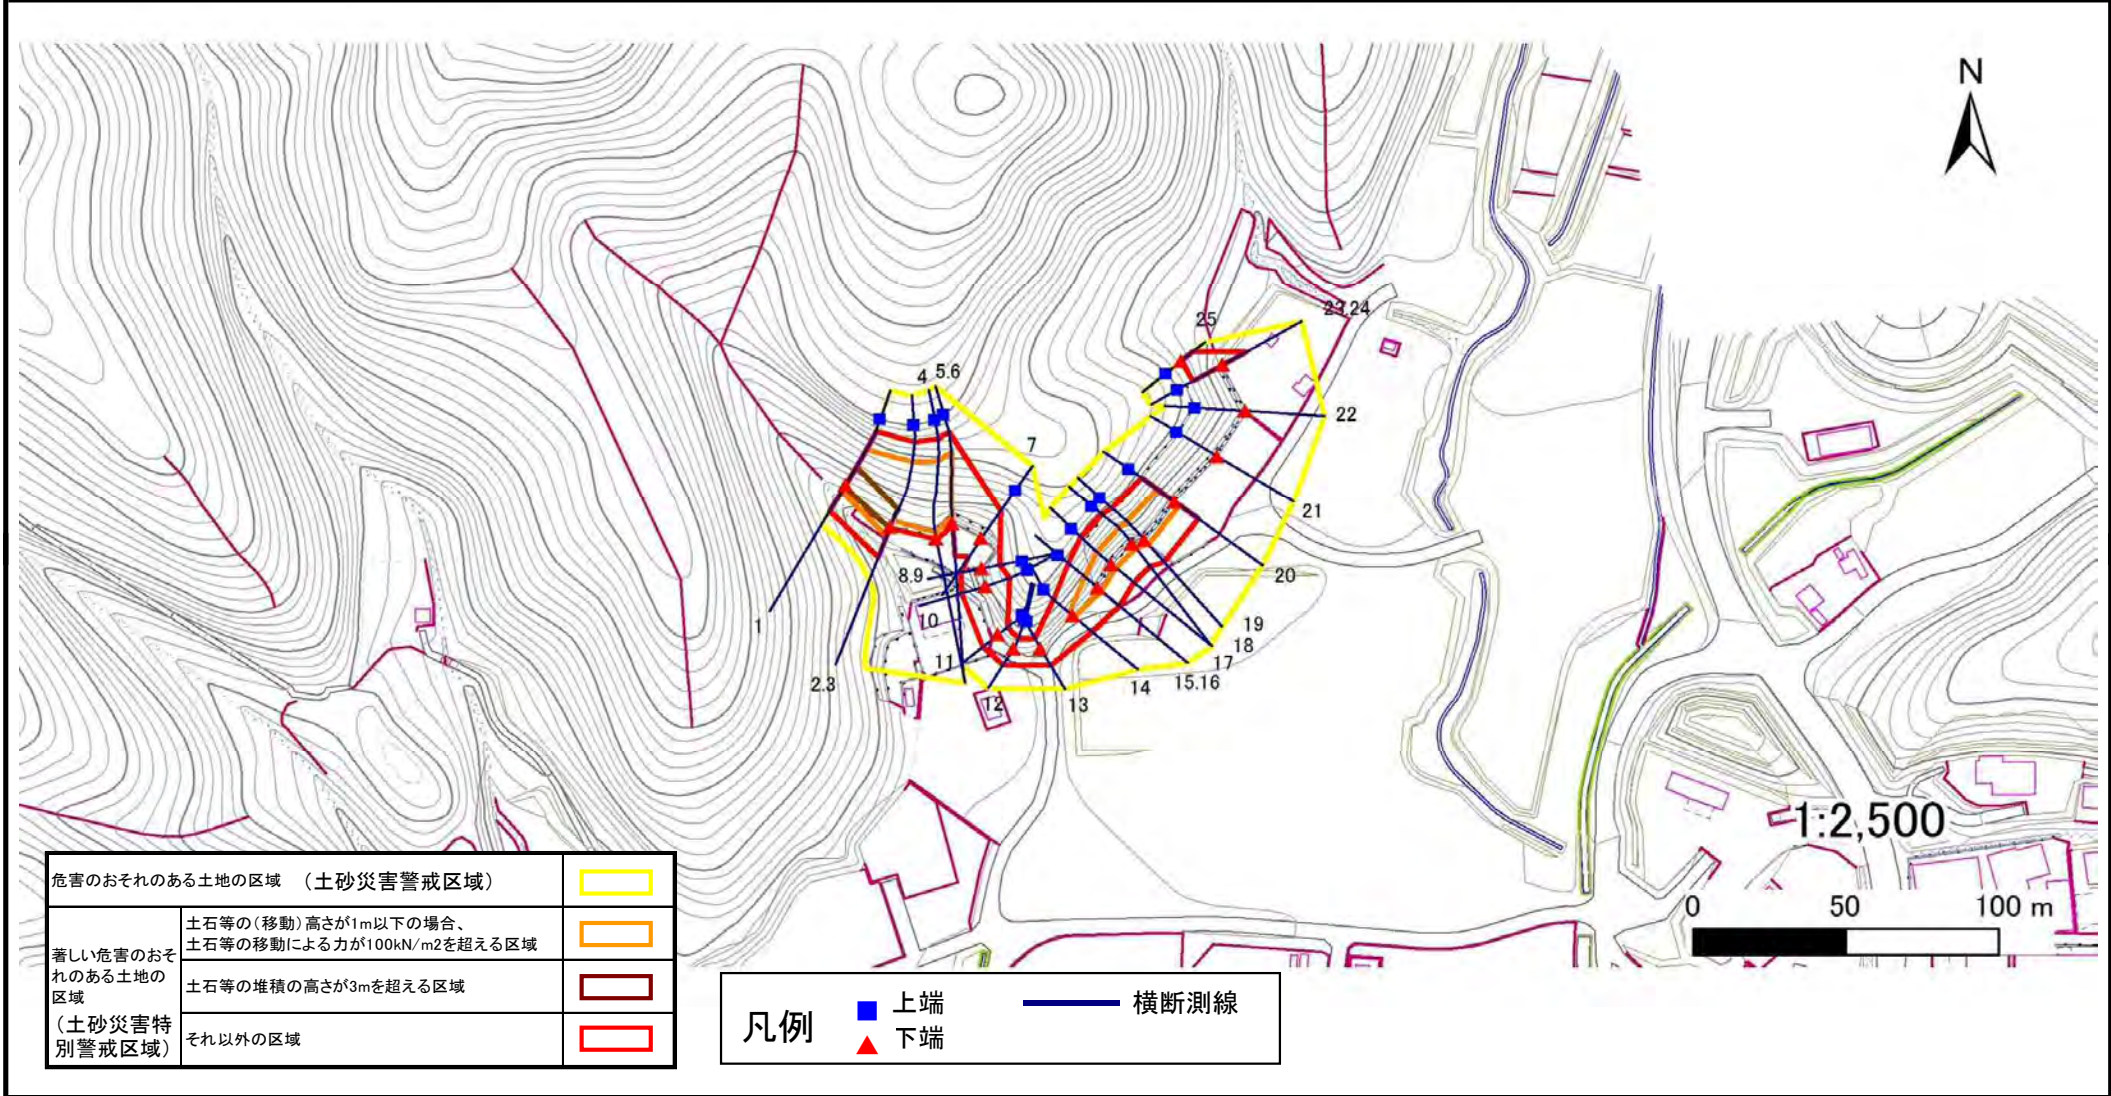 N
23,24
25
4
5.6
22
7
21
8.9
20
1
10
19
18
11
17
2.3
15.16
14
12
13
1:2,500
0
50
100 m
危害のおそれのある土地の区域 （土砂災害警戒区域）
著しい危害のおそ
れのある土地の
区域
（土砂災害特
別警戒区域）
土石等の（移動）高さが1m以下の場合、
土石等の移動による力が100kN/m2を超える区域
土石等の堆積の高さが3mを超える区域
それ以外の区域
凡例
上端
下端
横断測線